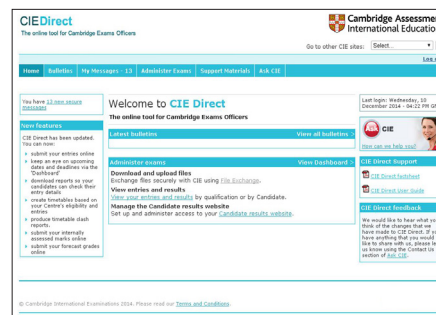 CIEDirect
The online tool for Cambridge Exams Officers
Cambridge Assessme
International Educatio
Go to other CIE sites: Select...
Log o
Home Bulletins My Messages - 13 Administer Exams Support Materials Ask CIE
You have 13 new secure
messages
New features
CIE Direct has been updated.
You can now:
submit your entries online
keep an eye on upcoming
dates and deadlines via the
'Dashboard'
download reports so your
candidates can check their
entry details
create timetables based on
your Centre's eligibility and
entries
produce timetable clash
reports.
submit your internally
assessed marks online
submit your forecast grades
online
Welcome to CIE Direct
The online tool for Cambridge Exams Officers
Latest bulletins View all bulletins >
Administer exams View Dashboard >
Download and upload files
Exchange files securely with CIE using File Exchange.
View entries and results
View your entries and results by qualification or by Candidate.
Manage the Candidate results website
Set up and administer access to your Candidate results website.
Last login: Wednesday, 10
December 2014 - 04:22 PM GM
ASK CIE
How can we help you?
CIE Direct Support
CIE Direct factsheet
CIE Direct User Guide
CIE Direct feedback
We would like to hear what you
think of the changes that we
have made to CIE Direct. If yo
have anything that you would
like to share with us, please le
us know using the Contact Us
section of Ask CIE.
© Cambridge International Examinations 2014. Please read our Terms and Conditions.